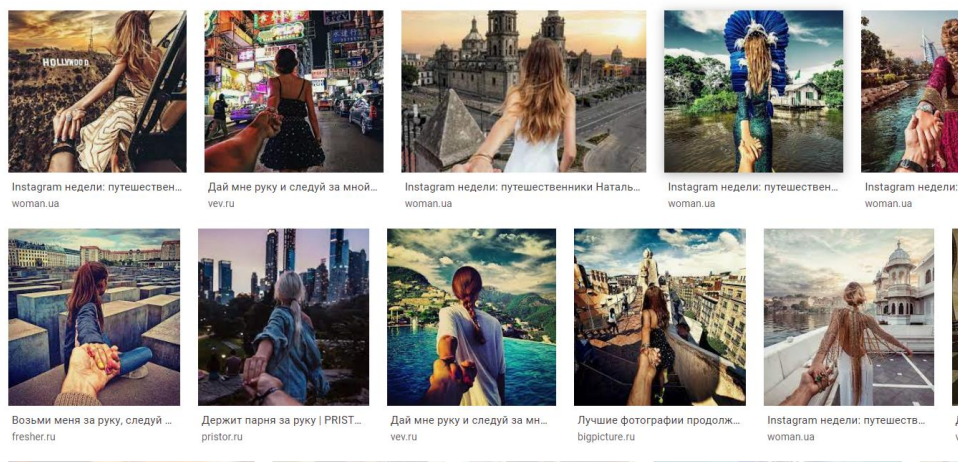 HOLLYWOOD
Instagram недели: путешествен...
woman.ua
Дай мне руку и следуй за мной...
vev.ru
Instagram недели: путешественники Наталь...
woman.ua
Instagram недели: путешествен...
woman.ua
Instagram недели:
woman.ua
Возьми меня за руку, следуй ...
fresher.ru
Держит парня за руку | PRIST...
pristor.ru
Дай мне руку и следуй за мн...
vev.ru
Лучшие фотографии продолж...
bigpicture.ru
Instagram недели: путешеств...
woman.ua